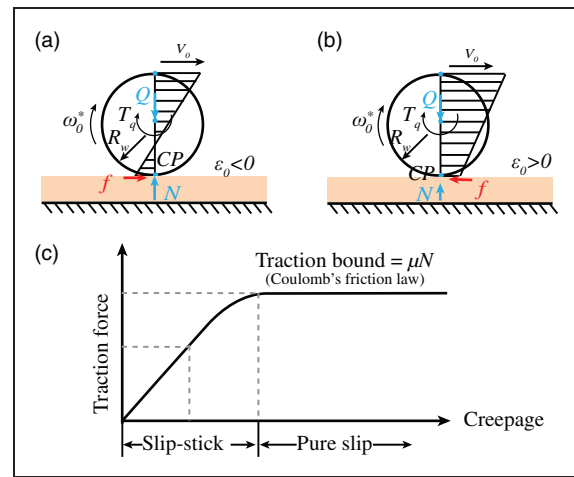 (a)
V_o
Q
T_q
ω_0^*
R_w
CP
ε_0<0
f
N
(b)
V_o
Q
T_q
ω_0^*
R_w
CP
ε_0>0
f
N
(c)
Traction bound = μN
(Coulomb's friction law)
Traction force
Creepage
Slip-stick
Pure slip